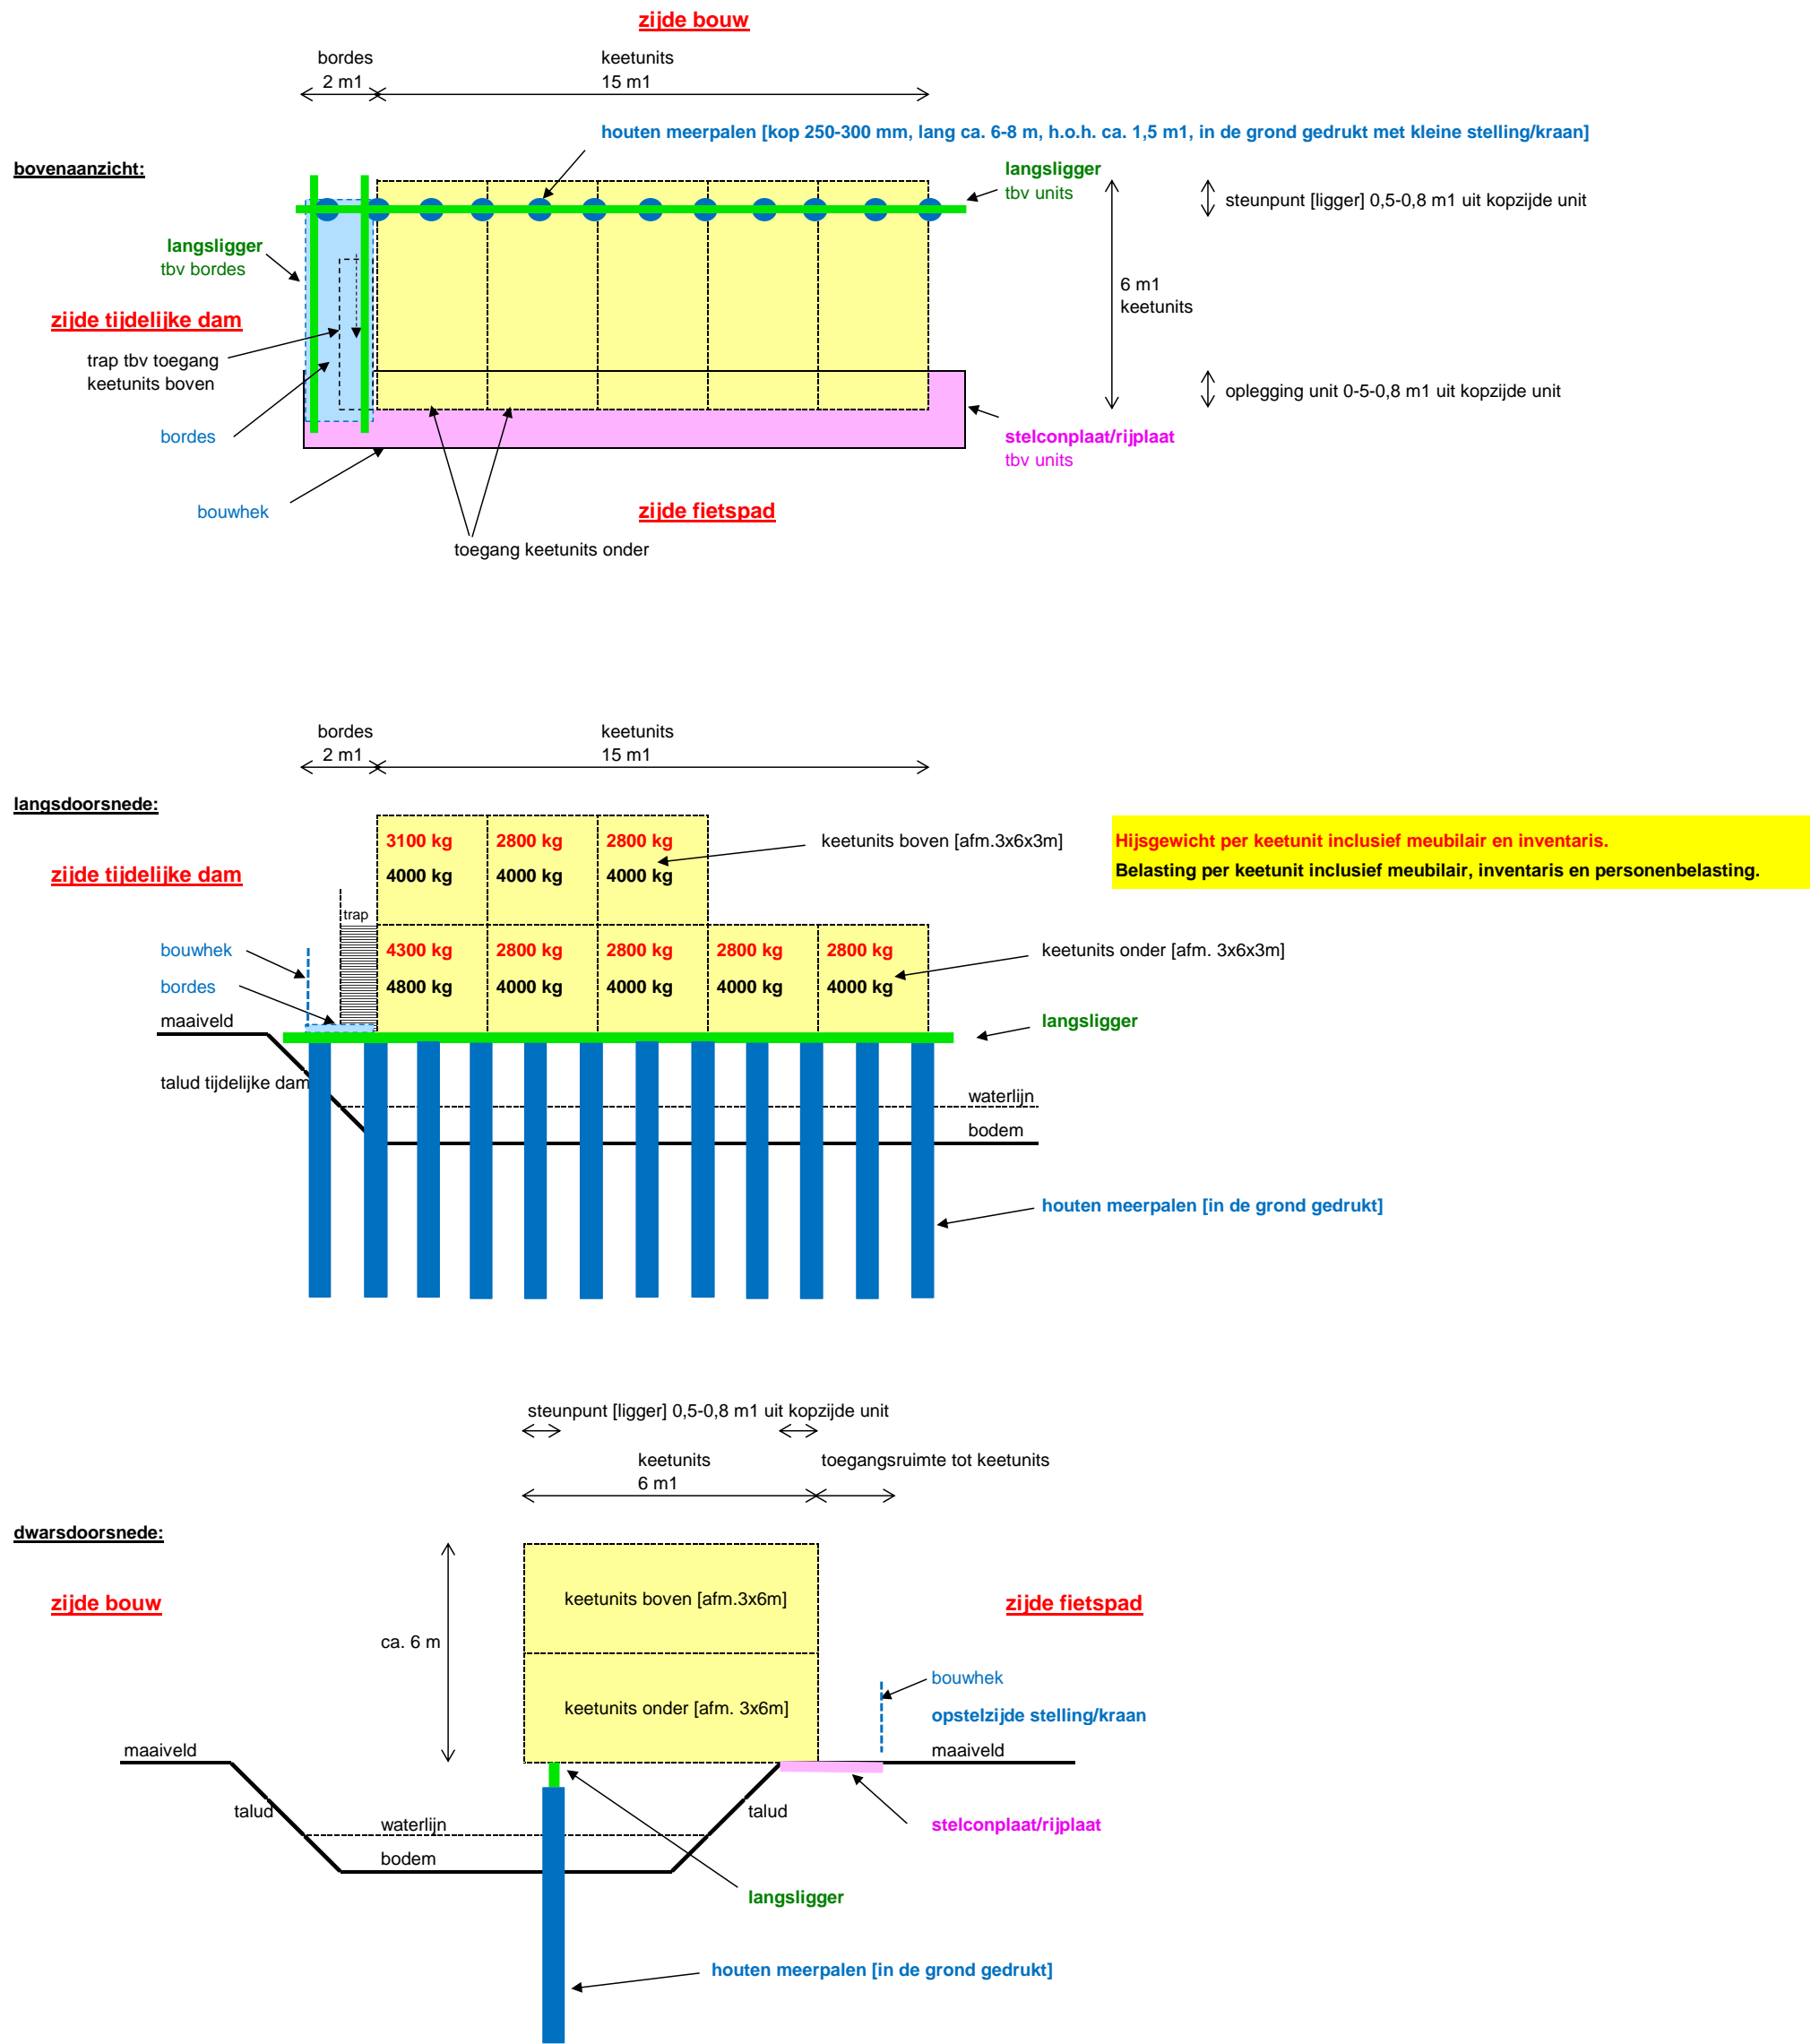 zijde bouw
bordes
2 m1
keetunits
15 m1
houten meerpalen [kop 250-300 mm, lang ca. 6-8 m, h.o.h. ca. 1,5 m1, in de grond gedrukt met kleine stelling/kraan]
bovenaanzicht:
langsligger
tbv units
steunpunt [ligger] 0,5-0,8 m1 uit kopzijde unit
langsligger
tbv bordes
6 m1
keetunits
zijde tijdelijke dam
trap tbv toegang
keetunits boven
oplegging unit 0-5-0,8 m1 uit kopzijde unit
bordes
stelconplaat/rijplaat
tbv units
bouwhek
zijde fietspad
toegang keetunits onder
bordes
2 m1
keetunits
15 m1
langsdoorsnede:
3100 kg
2800 kg
2800 kg
keetunits boven [afm.3x6x3m]
Hijsgewicht per keetunit inclusief meubilair en inventaris.
zijde tijdelijke dam
4000 kg
4000 kg
4000 kg
Belasting per keetunit inclusief meubilair, inventaris en personenbelasting.
trap
bouwhek
4300 kg
2800 kg
2800 kg
2800 kg
2800 kg
keetunits onder [afm. 3x6x3m]
bordes
4800 kg
4000 kg
4000 kg
4000 kg
4000 kg
maaiveld
langsligger
talud tijdelijke dam
waterlijn
bodem
houten meerpalen [in de grond gedrukt]
steunpunt [ligger] 0,5-0,8 m1 uit kopzijde unit
keetunits
6 m1
toegangsruimte tot keetunits
dwarsdoorsnede:
zijde bouw
keetunits boven [afm.3x6m]
zijde fietspad
ca. 6 m
bouwhek
keetunits onder [afm. 3x6m]
opstelzijde stelling/kraan
maaiveld
maaiveld
talud
talud
waterlijn
stelconplaat/rijplaat
bodem
langsligger
houten meerpalen [in de grond gedrukt]